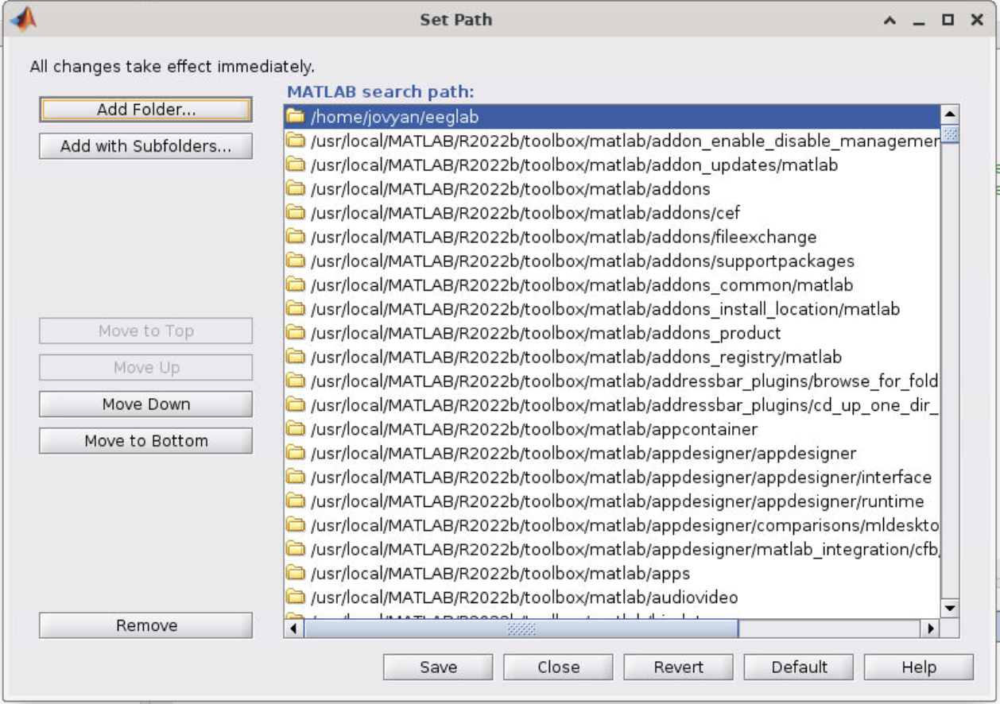 Set Path
All changes take effect immediately.
MATLAB search path:
Add Folder...
Add with Subfolders...
Move to Top
Move Up
Move Down
Move to Bottom
Remove
/home/jovyan/eeglab
/usr/local/MATLAB/R2022b/toolbox/matlab/addon_enable_disable_managemen
/usr/local/MATLAB/R2022b/toolbox/matlab/addon_updates/matlab
/usr/local/MATLAB/R2022b/toolbox/matlab/addons
/usr/local/MATLAB/R2022b/toolbox/matlab/addons/cef
/usr/local/MATLAB/R2022b/toolbox/matlab/addons/fileexchange
/usr/local/MATLAB/R2022b/toolbox/matlab/addons/supportpackages
/usr/local/MATLAB/R2022b/toolbox/matlab/addons_common/matlab
/usr/local/MATLAB/R2022b/toolbox/matlab/addons_install_location/matlab
/usr/local/MATLAB/R2022b/toolbox/matlab/addons_product
/usr/local/MATLAB/R2022b/toolbox/matlab/addons_registry/matlab
/usr/local/MATLAB/R2022b/toolbox/matlab/addressbar_plugins/browse_for_fold
/usr/local/MATLAB/R2022b/toolbox/matlab/addressbar_plugins/cd_up_one_dir_
/usr/local/MATLAB/R2022b/toolbox/matlab/appcontainer
/usr/local/MATLAB/R2022b/toolbox/matlab/appdesigner/appdesigner
/usr/local/MATLAB/R2022b/toolbox/matlab/appdesigner/appdesigner/interface
/usr/local/MATLAB/R2022b/toolbox/matlab/appdesigner/appdesigner/runtime
/usr/local/MATLAB/R2022b/toolbox/matlab/appdesigner/comparisons/mldeskto
/usr/local/MATLAB/R2022b/toolbox/matlab/appdesigner/matlab_integration/cfb
/usr/local/MATLAB/R2022b/toolbox/matlab/apps
/usr/local/MATLAB/R2022b/toolbox/matlab/audiovideo
Save
Close
Revert
Default
Help